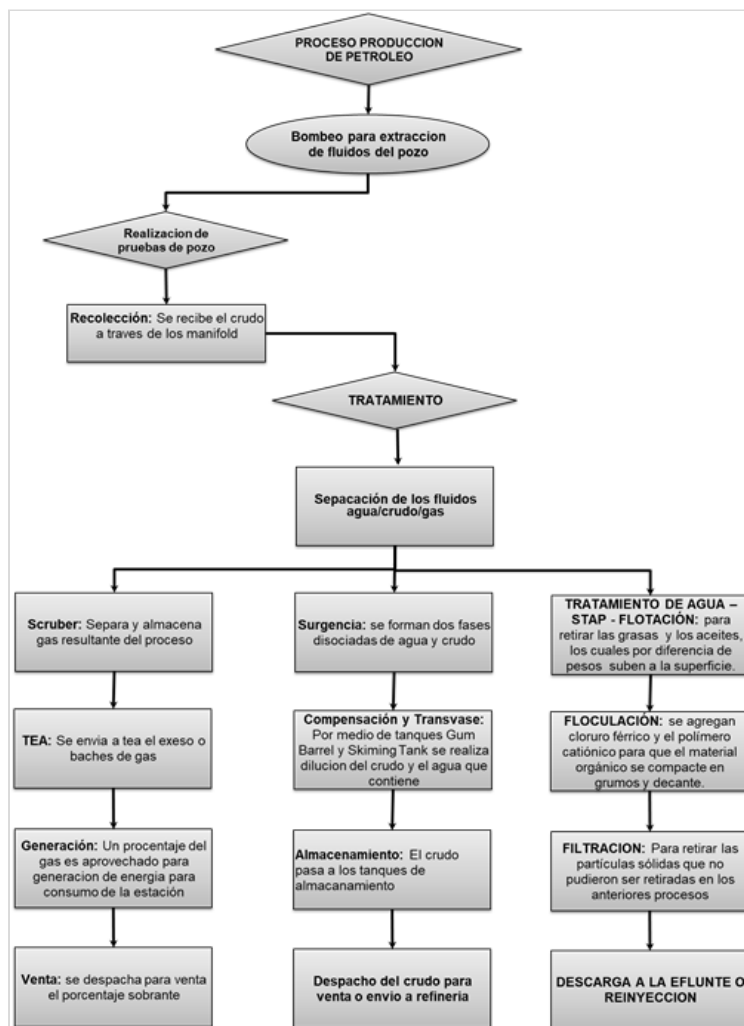 PROCESO PRODUCCION
DE PETROLEO
Bombeo para extraccion
de fluidos del pozo
Realizacion de
pruebas de pozo
Recolección: Se recibe el crudo
a traves de los manifold
TRATAMIENTO
Sepacación de los fluidos
agua/crudo/gas
Scruber: Separa y almacena
gas resultante del proceso
Surgencia: se forman dos fases
disociadas de agua y crudo
TRATAMIENTO DE AGUA –
STAP - FLOTACIÓN: para
retirar las grasas y los aceites,
los cuales por diferencia de
pesos suben a la superficie.
TEA: Se envia a tea el exeso o
baches de gas
Compensación y Transvase:
Por medio de tanques Gum
Barrel y Skiming Tank se realiza
dilucion del crudo y el agua que
contiene
FLOCULACIÓN: se agregan
cloruro férrico y el polímero
catiónico para que el material
orgánico se compacte en
grumos y decante.
Generación: Un procentaje del
gas es aprovechado para
generacion de energia para
consumo de la estación
Almacenamiento: El crudo
pasa a los tanques de
almacanamiento
FILTRACION: Para retirar las
partículas sólidas que no
pudieron ser retiradas en los
anteriores procesos
Venta: se despacha para venta
el porcentaje sobrante
Despacho del crudo para
venta o envio a refineria
DESCARGA A LA EFLUNTE O
REINYECCION